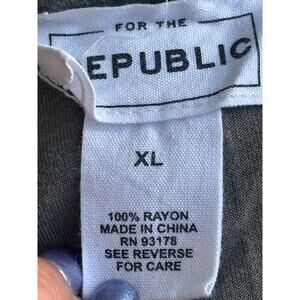 FOR THE
EPUBLIC
XL
100% RAYON
MADE IN CHINA
RN 93178
SEE REVERSE
FOR CARE